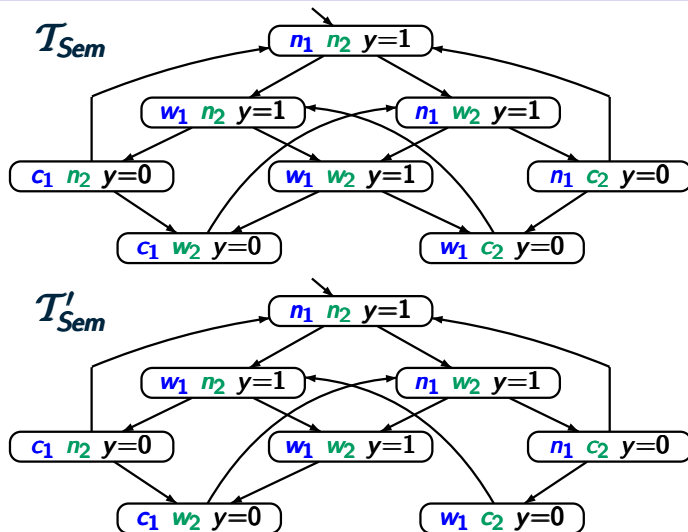 𝒯Sem
n₁ n₂ y=1
w₁ n₂ y=1 n₁ w₂ y=1
c₁ n₂ y=0 w₁ w₂ y=1 n₁ c₂ y=0
c₁ w₂ y=0 w₁ c₂ y=0
𝒯′Sem
n₁ n₂ y=1
w₁ n₂ y=1 n₁ w₂ y=1
c₁ n₂ y=0 w₁ w₂ y=1 n₁ c₂ y=0
c₁ w₂ y=0 w₁ c₂ y=0